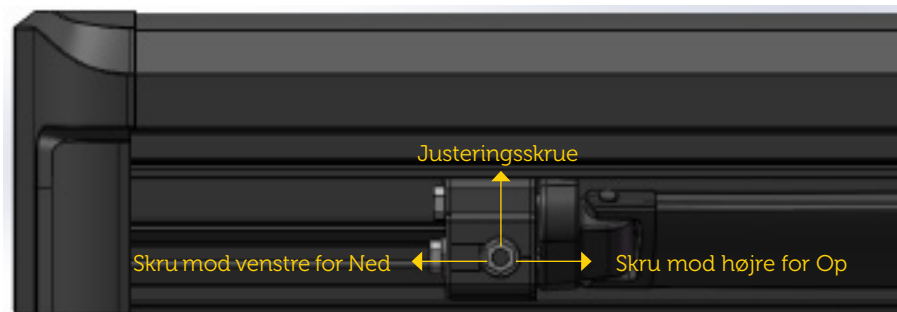 Justeringsskrue
Skru mod venstre for Ned
Skru mod højre for Op